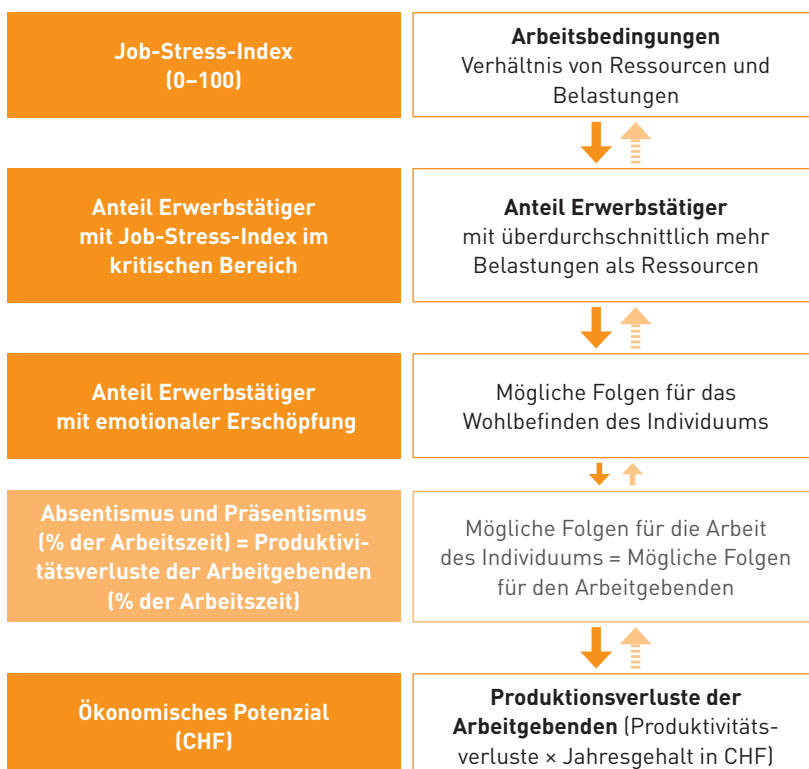 Job-Stress-Index
(0–100)
Arbeitsbedingungen
Verhältnis von Ressourcen und
Belastungen
Anteil Erwerbstätiger
mit Job-Stress-Index im
kritischen Bereich
Anteil Erwerbstätiger
mit überdurchschnittlich mehr
Belastungen als Ressourcen
Anteil Erwerbstätiger
mit emotionaler Erschöpfung
Mögliche Folgen für das
Wohlbefinden des Individuums
Absentismus und Präsentismus
(% der Arbeitszeit) = Produktivi-
tätsverluste der Arbeitgebenden
(% der Arbeitszeit)
Mögliche Folgen für die Arbeit
des Individuums = Mögliche Folgen
für den Arbeitgebenden
Ökonomisches Potenzial
(CHF)
Produktionsverluste der
Arbeitgebenden (Produktivitäts-
verluste × Jahresgehalt in CHF)